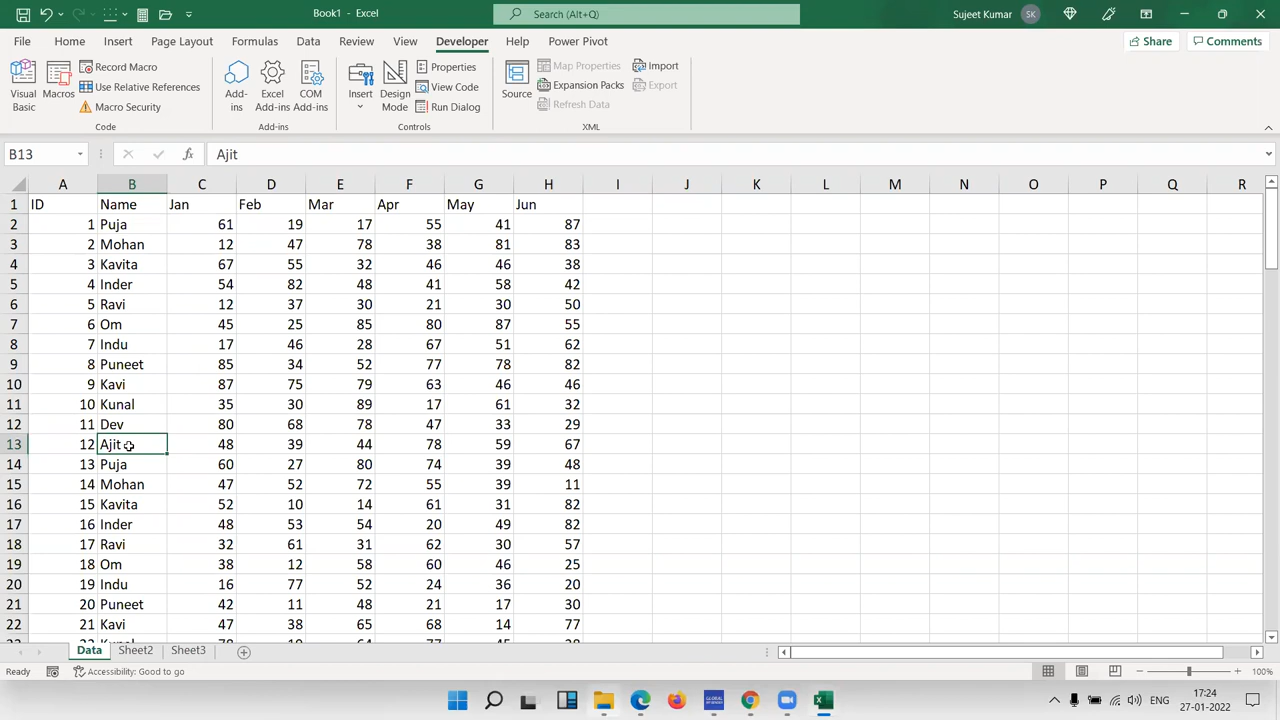 Book1 - Excel
Search (Alt+Q)
Sujeet Kumar SK
File Home Insert Page Layout Formulas Data Review View Developer Help Power Pivot
Share Comments
Visual Basic
Macros
Record Macro
Use Relative References
Macro Security
Code
Add-ins
Excel Add-ins
COM Add-ins
Add-ins
Insert
Design Mode
Properties
View Code
Run Dialog
Controls
Source
Map Properties
Expansion Packs
Refresh Data
Import
Export
XML
B13 fx Ajit
A B C D E F G H I J K L M N O P Q R
1 ID Name Jan Feb Mar Apr May Jun
2 1 Puja 61 19 17 55 41 87
3 2 Mohan 12 47 78 38 81 83
4 3 Kavita 67 55 32 46 46 38
5 4 Inder 54 82 48 41 58 42
6 5 Ravi 12 37 30 21 30 50
7 6 Om 45 25 85 80 87 55
8 7 Indu 17 46 28 67 51 62
9 8 Puneet 85 34 52 77 78 82
10 9 Kavi 87 75 79 63 46 46
11 10 Kunal 35 30 89 17 61 32
12 11 Dev 80 68 78 47 33 29
13 12 Ajit 48 39 44 78 59 67
14 13 Puja 60 27 80 74 39 48
15 14 Mohan 47 52 72 55 39 11
16 15 Kavita 52 10 14 61 31 82
17 16 Inder 48 53 54 20 49 82
18 17 Ravi 32 61 31 62 30 57
19 18 Om 38 12 58 60 46 25
20 19 Indu 16 77 52 24 36 20
21 20 Puneet 42 11 48 21 17 30
22 21 Kavi 47 38 65 68 14 77
Data Sheet2 Sheet3
Ready Accessibility: Good to go 100%
ENG 17:24
27-01-2022